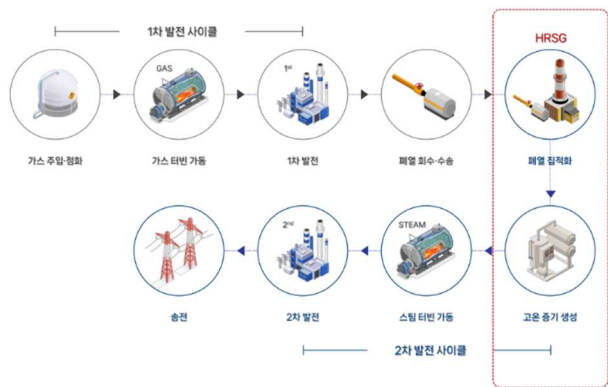 1차 발전 사이클
HRSG
GAS
1st
가스 주입·점화
가스 터빈 가동
1차 발전
폐열 회수·수송
폐열 집적화
2nd
STEAM
송전
2차 발전
스팀 터빈 가동
고온 증기 생성
2차 발전 사이클